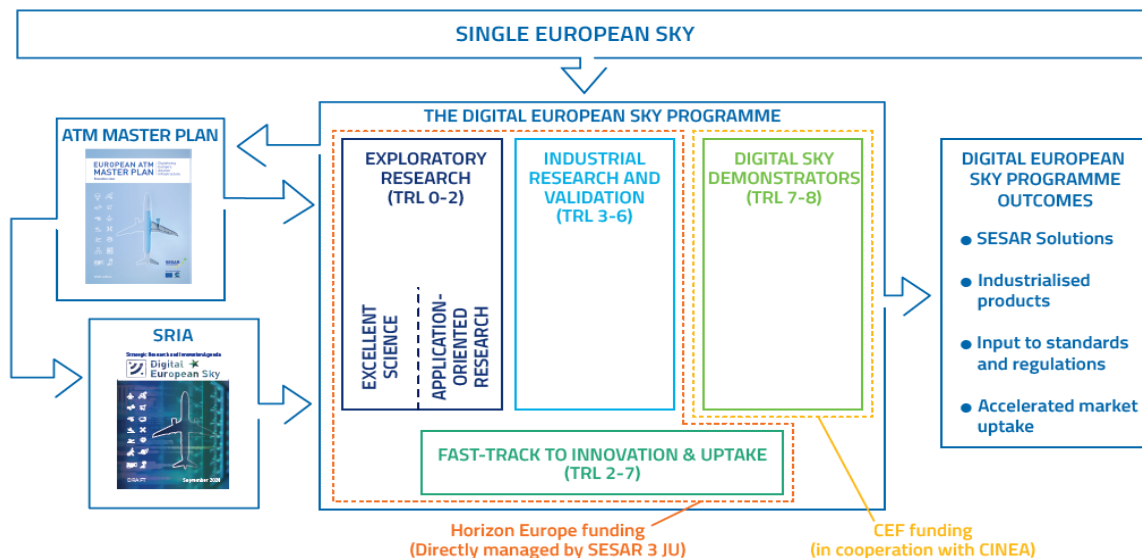 SINGLE EUROPEAN SKY
THE DIGITAL EUROPEAN SKY PROGRAMME
ATM MASTER PLAN
EUROPEAN ATM
MASTER PLAN
SESAR
EXPLORATORY
RESEARCH
(TRL 0-2)
EXCELLENT
SCIENCE
APPLICATION-
ORIENTED
RESEARCH
INDUSTRIAL
RESEARCH AND
VALIDATION
(TRL 3-6)
DIGITAL SKY
DEMONSTRATORS
(TRL 7-8)
DIGITAL EUROPEAN
SKY PROGRAMME
OUTCOMES
SESAR Solutions
Industrialised
products
Input to standards
and regulations
Accelerated market
uptake
SRIA
Strategic Research and Innovation Agenda
Digital
European Sky
DRAFT
September 2020
FAST-TRACK TO INNOVATION & UPTAKE
(TRL 2-7)
Horizon Europe funding
(Directly managed by SESAR 3 JU)
CEF funding
(in cooperation with CINEA)